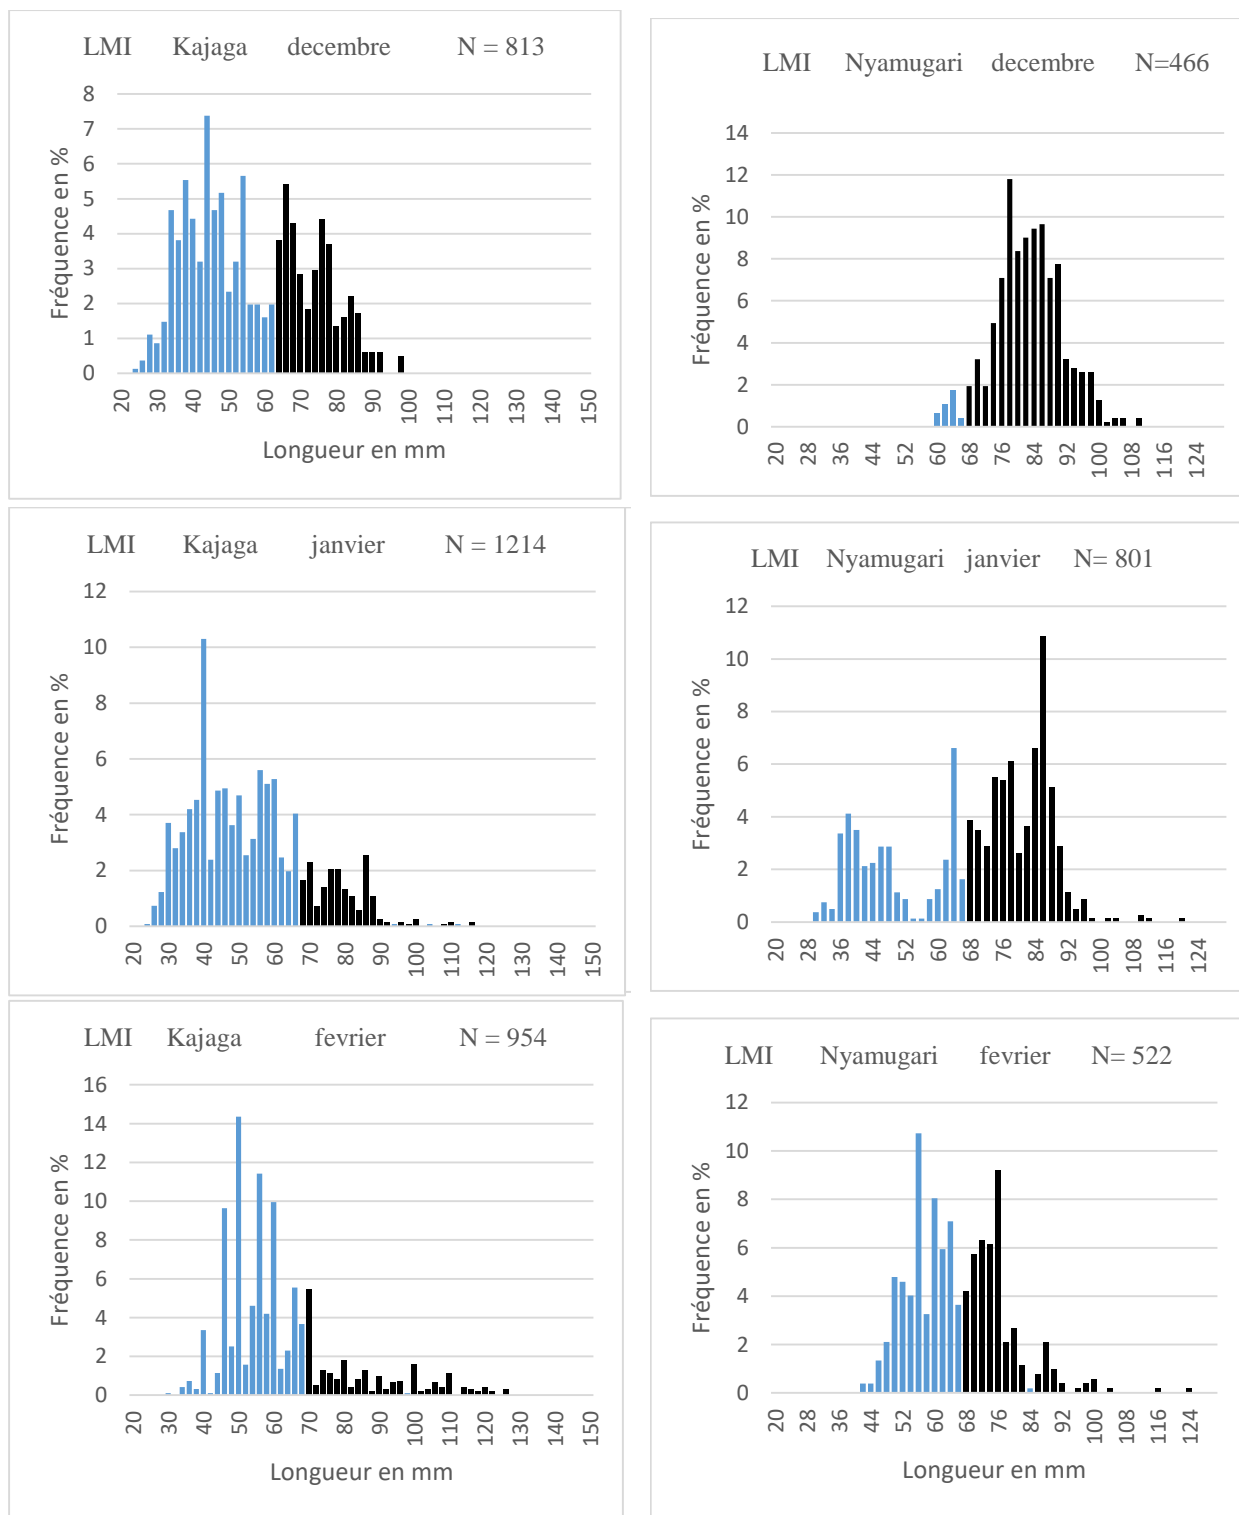 LMI Kajaga decembre N = 813
8
7
6
5
4
3
2
1
0
Fréquence en %
20 30 40 50 60 70 80 90 100 110 120 130 140 150
Longueur en mm
LMI Nyamugari decembre N=466
14
12
10
8
6
4
2
0
Fréquence en %
20 28 36 44 52 60 68 76 84 92 100 108 116 124
LMI Kajaga janvier N = 1214
12
10
8
6
4
2
0
Fréquence en %
20 30 40 50 60 70 80 90 100 110 120 130 140 150
LMI Nyamugari janvier N= 801
12
10
8
6
4
2
0
Fréquence en %
20 28 36 44 52 60 68 76 84 92 100 108 116 124
LMI Kajaga fevrier N = 954
16
14
12
10
8
6
4
2
0
Fréquence en %
20 30 40 50 60 70 80 90 100 110 120 130 140 150
Longueur en mm
LMI Nyamugari fevrier N= 522
12
10
8
6
4
2
0
Fréquence en %
20 28 36 44 52 60 68 76 84 92 100 108 116 124
Longueur en mm